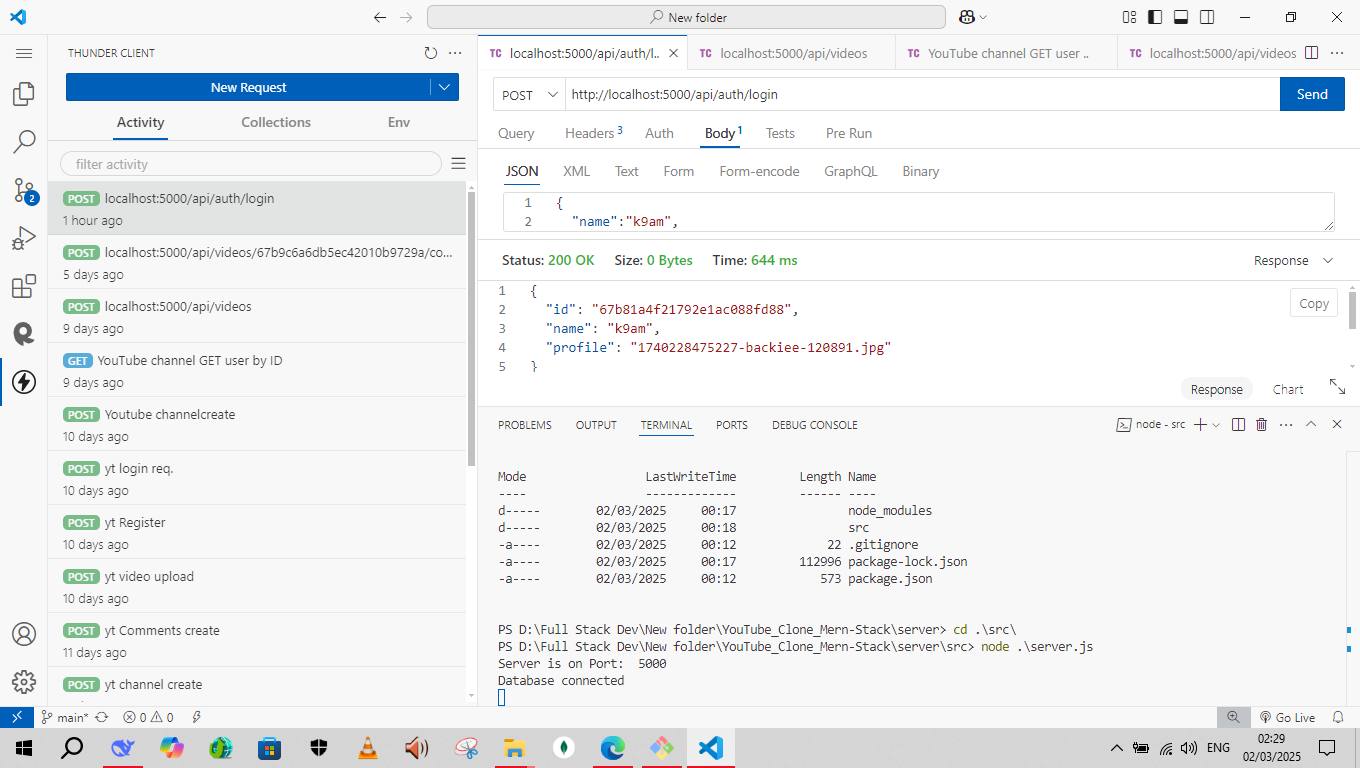 New folder
THUNDER CLIENT
New Request
Activity Collections Env
filter activity
POST localhost:5000/api/auth/login
1 hour ago
POST localhost:5000/api/videos/67b9c6a6db5ec42010b9729a/co...
5 days ago
POST localhost:5000/api/videos
9 days ago
GET YouTube channel GET user by ID
9 days ago
POST Youtube channelcreate
10 days ago
POST yt login req.
10 days ago
POST yt Register
10 days ago
POST yt video upload
10 days ago
POST yt Comments create
11 days ago
POST yt channel create
2
TC localhost:5000/api/auth/l.. TC localhost:5000/api/videos TC YouTube channel GET user .. TC localhost:5000/api/videos
POST http://localhost:5000/api/auth/login Send
Query Headers 3 Auth Body 1 Tests Pre Run
JSON XML Text Form Form-encode GraphQL Binary
1 {
2 "name":"k9am",
Status: 200 OK Size: 0 Bytes Time: 644 ms Response
1 {
2 "id": "67b81a4f21792e1ac088fd88",
3 "name": "k9am",
4 "profile": "1740228475227-backiee-120891.jpg"
5 }
Copy
Response Chart
PROBLEMS OUTPUT TERMINAL PORTS DEBUG CONSOLE node - src
Mode LastWriteTime Length Name
---- ------------- ------ ----
d----- 02/03/2025 00:17 node_modules
d----- 02/03/2025 00:18 src
-a---- 02/03/2025 00:12 22 .gitignore
-a---- 02/03/2025 00:17 112996 package-lock.json
-a---- 02/03/2025 00:12 573 package.json
PS D:\Full Stack Dev\New folder\YouTube_Clone_Mern-Stack\server> cd .\src\
PS D:\Full Stack Dev\New folder\YouTube_Clone_Mern-Stack\server\src> node .\server.js
Server is on Port:  5000
Database connected
main* 0 0 Go Live
ENG 02:29
02/03/2025